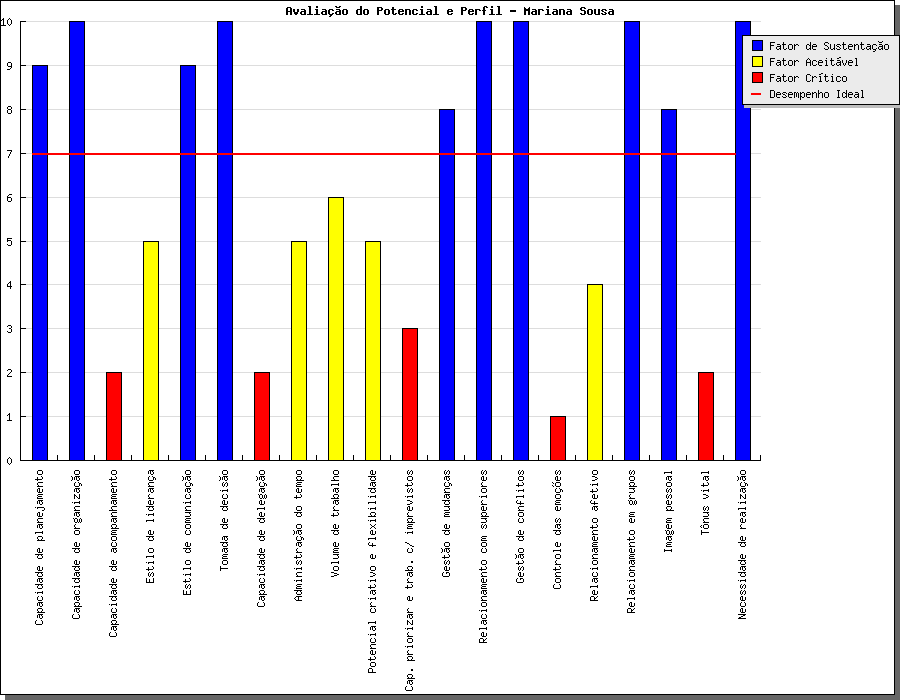 Avaliação do Potencial e Perfil - Mariana Sousa
Fator de Sustentação
Fator Aceitável
Fator Crítico
Desempenho Ideal
10
9
8
7
6
5
4
3
2
1
0
Capacidade de planejamento
Capacidade de organização
Capacidade de acompanhamento
Estilo de liderança
Estilo de comunicação
Tomada de decisão
Capacidade de delegação
Administração do tempo
Volume de trabalho
Potencial criativo e flexibilidade
Cap. priorizar e trab. c/ imprevistos
Gestão de mudanças
Relacionamento com superiores
Gestão de conflitos
Controle das emoções
Relacionamento afetivo
Relacionamento em grupos
Imagem pessoal
Tônus vital
Necessidade de realização